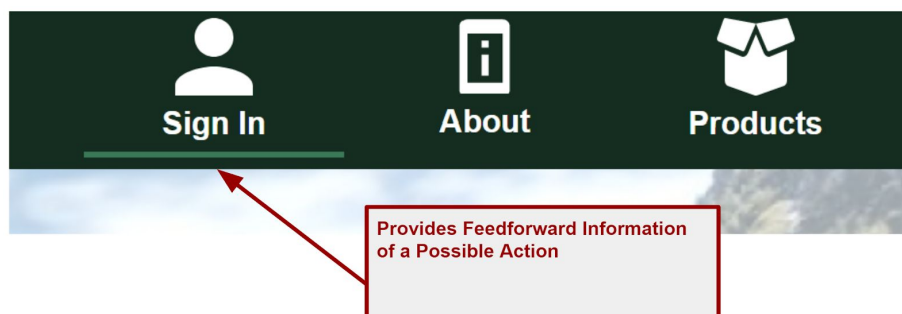 Sign In
About
Products
Provides Feedforward Information
of a Possible Action